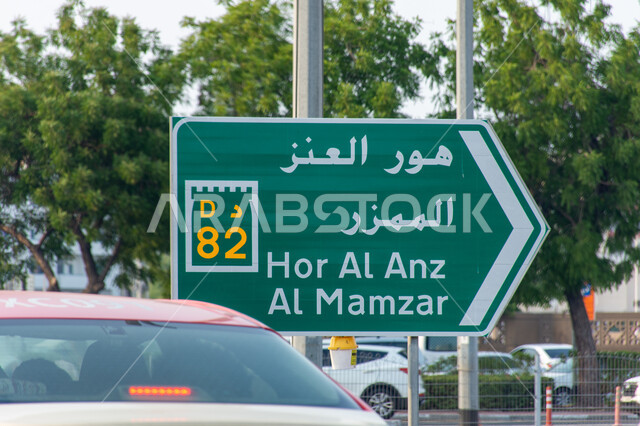 هور العنز
الممزر
D د
82
Hor Al Anz
Al Mamzar
ARABSTOCK